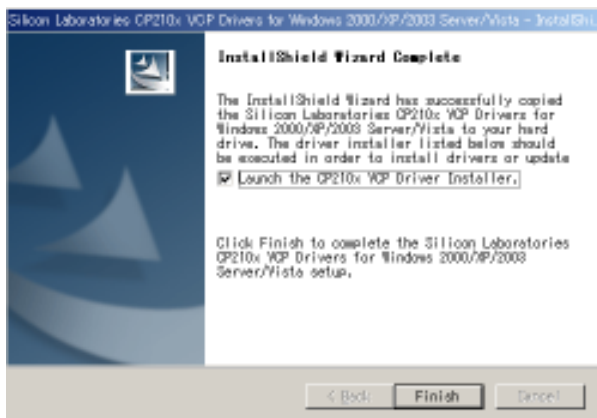 Silicon Laboratories CP210x VCP Drivers for Windows 2000/XP/2003 Server/Vista - InstallShi
InstallShield Wizard Complete
The InstallShield Wizard has successfully copied
the Silicon Laboratories CP210x VCP Drivers for
Windows 2000/XP/2003 Server/Vista to your hard
drive. The driver installer listed below should
be executed in order to install drivers or update
Launch the CP210x VCP Driver Installer.
Click Finish to complete the Silicon Laboratories
CP210x VCP Drivers for Windows 2000/XP/2003
Server/Vista setup.
< Back
Finish
Cancel